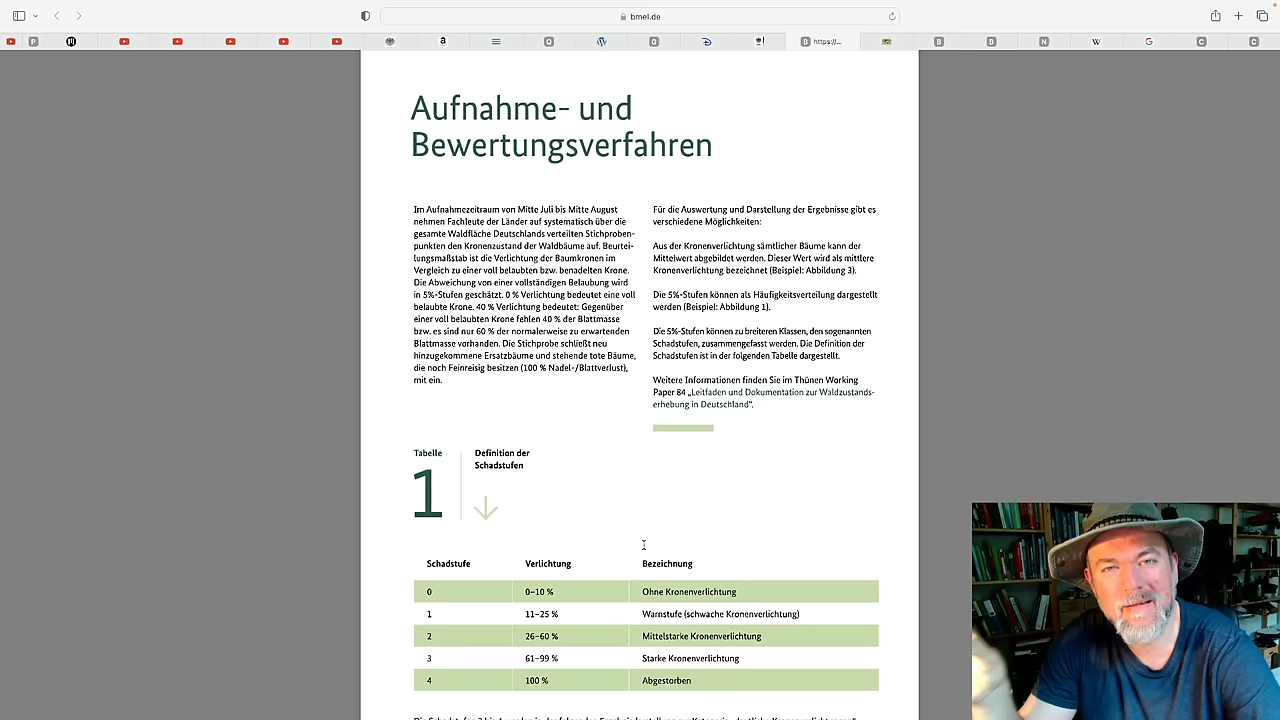 bmel.de
https://...
Aufnahme- und
Bewertungsverfahren
Im Aufnahmezeitraum von Mitte Juli bis Mitte August
nehmen Fachleute der Länder auf systematisch über die
gesamte Waldfläche Deutschlands verteilten Stichproben-
punkten den Kronenzustand der Waldbäume auf. Beurtei-
lungsmaßstab ist die Verlichtung der Baumkronen im
Vergleich zu einer voll belaubten bzw. benadelten Krone.
Die Abweichung von einer vollständigen Belaubung wird
in 5%-Stufen geschätzt. 0 % Verlichtung bedeutet eine voll
belaubte Krone. 40 % Verlichtung bedeutet: Gegenüber
einer voll belaubten Krone fehlen 40 % der Blattmasse
bzw. es sind nur 60 % der normalerweise zu erwartenden
Blattmasse vorhanden. Die Stichprobe schließt neu
hinzugekommene Ersatzbäume und stehende tote Bäume,
die noch Feinreisig besitzen (100 % Nadel-/Blattverlust),
mit ein.
Für die Auswertung und Darstellung der Ergebnisse gibt es
verschiedene Möglichkeiten:
Aus der Kronenverlichtung sämtlicher Bäume kann der
Mittelwert abgebildet werden. Dieser Wert wird als mittlere
Kronenverlichtung bezeichnet (Beispiel: Abbildung 3).
Die 5%-Stufen können als Häufigkeitsverteilung dargestellt
werden (Beispiel: Abbildung 1).
Die 5%-Stufen können zu breiteren Klassen, den sogenannten
Schadstufen, zusammengefasst werden. Die Definition der
Schadstufen ist in der folgenden Tabelle dargestellt.
Weitere Informationen finden Sie im Thünen Working
Paper 84 „Leitfaden und Dokumentation zur Waldzustands-
erhebung in Deutschland“.
Tabelle
1
Definition der
Schadstufen
Schadstufe Verlichtung Bezeichnung
0 0–10 % Ohne Kronenverlichtung
1 11–25 % Warnstufe (schwache Kronenverlichtung)
2 26–60 % Mittelstarke Kronenverlichtung
3 61–99 % Starke Kronenverlichtung
4 100 % Abgestorben